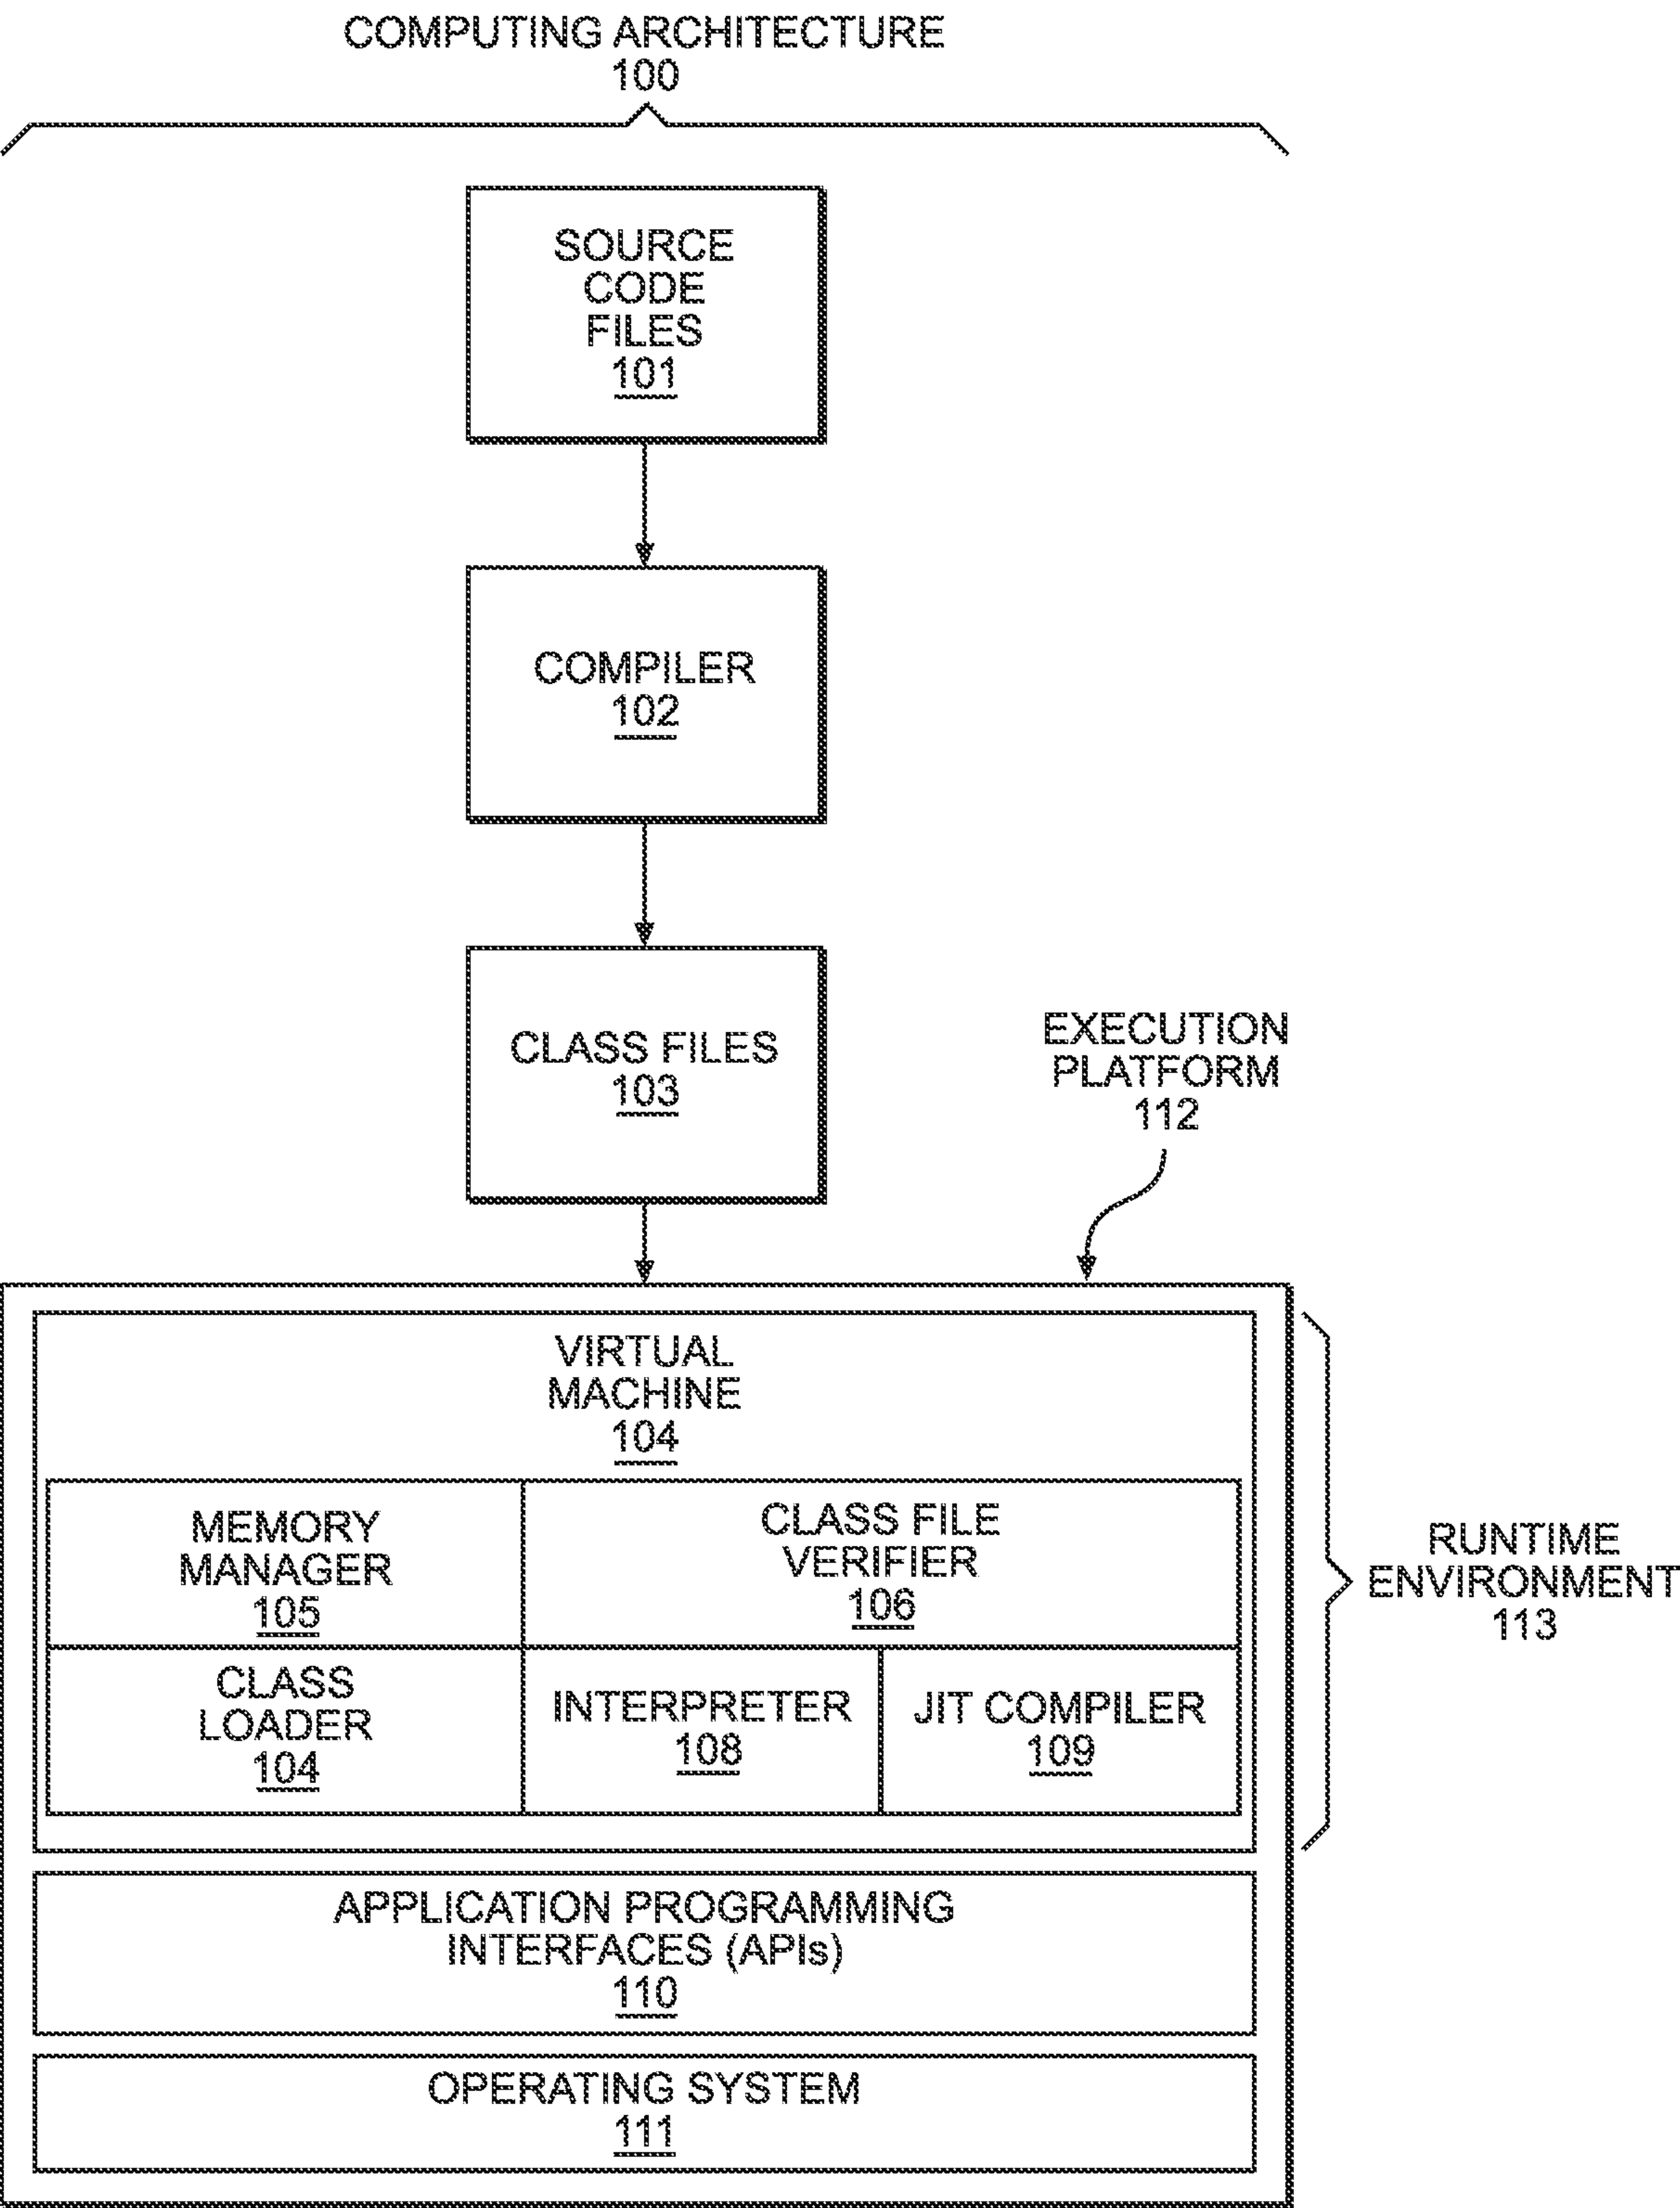 COMPUTING ARCHITECTURE
100
SOURCE
CODE
FILES
101
COMPILER
102
CLASS FILES
103
EXECUTION
PLATFORM
112
VIRTUAL
MACHINE
104
MEMORY
MANAGER
105
CLASS FILE
VERIFIER
106
CLASS
LOADER
104
INTERPRETER
108
JIT COMPILER
109
RUNTIME
ENVIRONMENT
113
APPLICATION PROGRAMMING
INTERFACES (APIs)
110
OPERATING SYSTEM
111